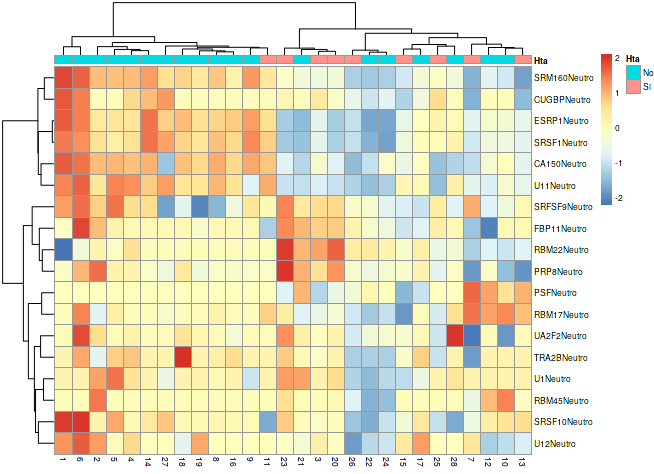 Hta
SRM160Neutro
CUGBPNeutro
ESRP1Neutro
SRSF1Neutro
CA150Neutro
U11Neutro
SRFSF9Neutro
FBP11Neutro
RBM22Neutro
PRP8Neutro
PSFNeutro
RBM17Neutro
UA2F2Neutro
TRA2BNeutro
U1Neutro
RBM45Neutro
SRSF10Neutro
U12Neutro
1 6 2 5 4 14 27 18 19 8 16 9 11 23 21 3 20 26 22 24 15 17 25 28 7 12 10 13
2
1
0
-1
-2
Hta
No
SI